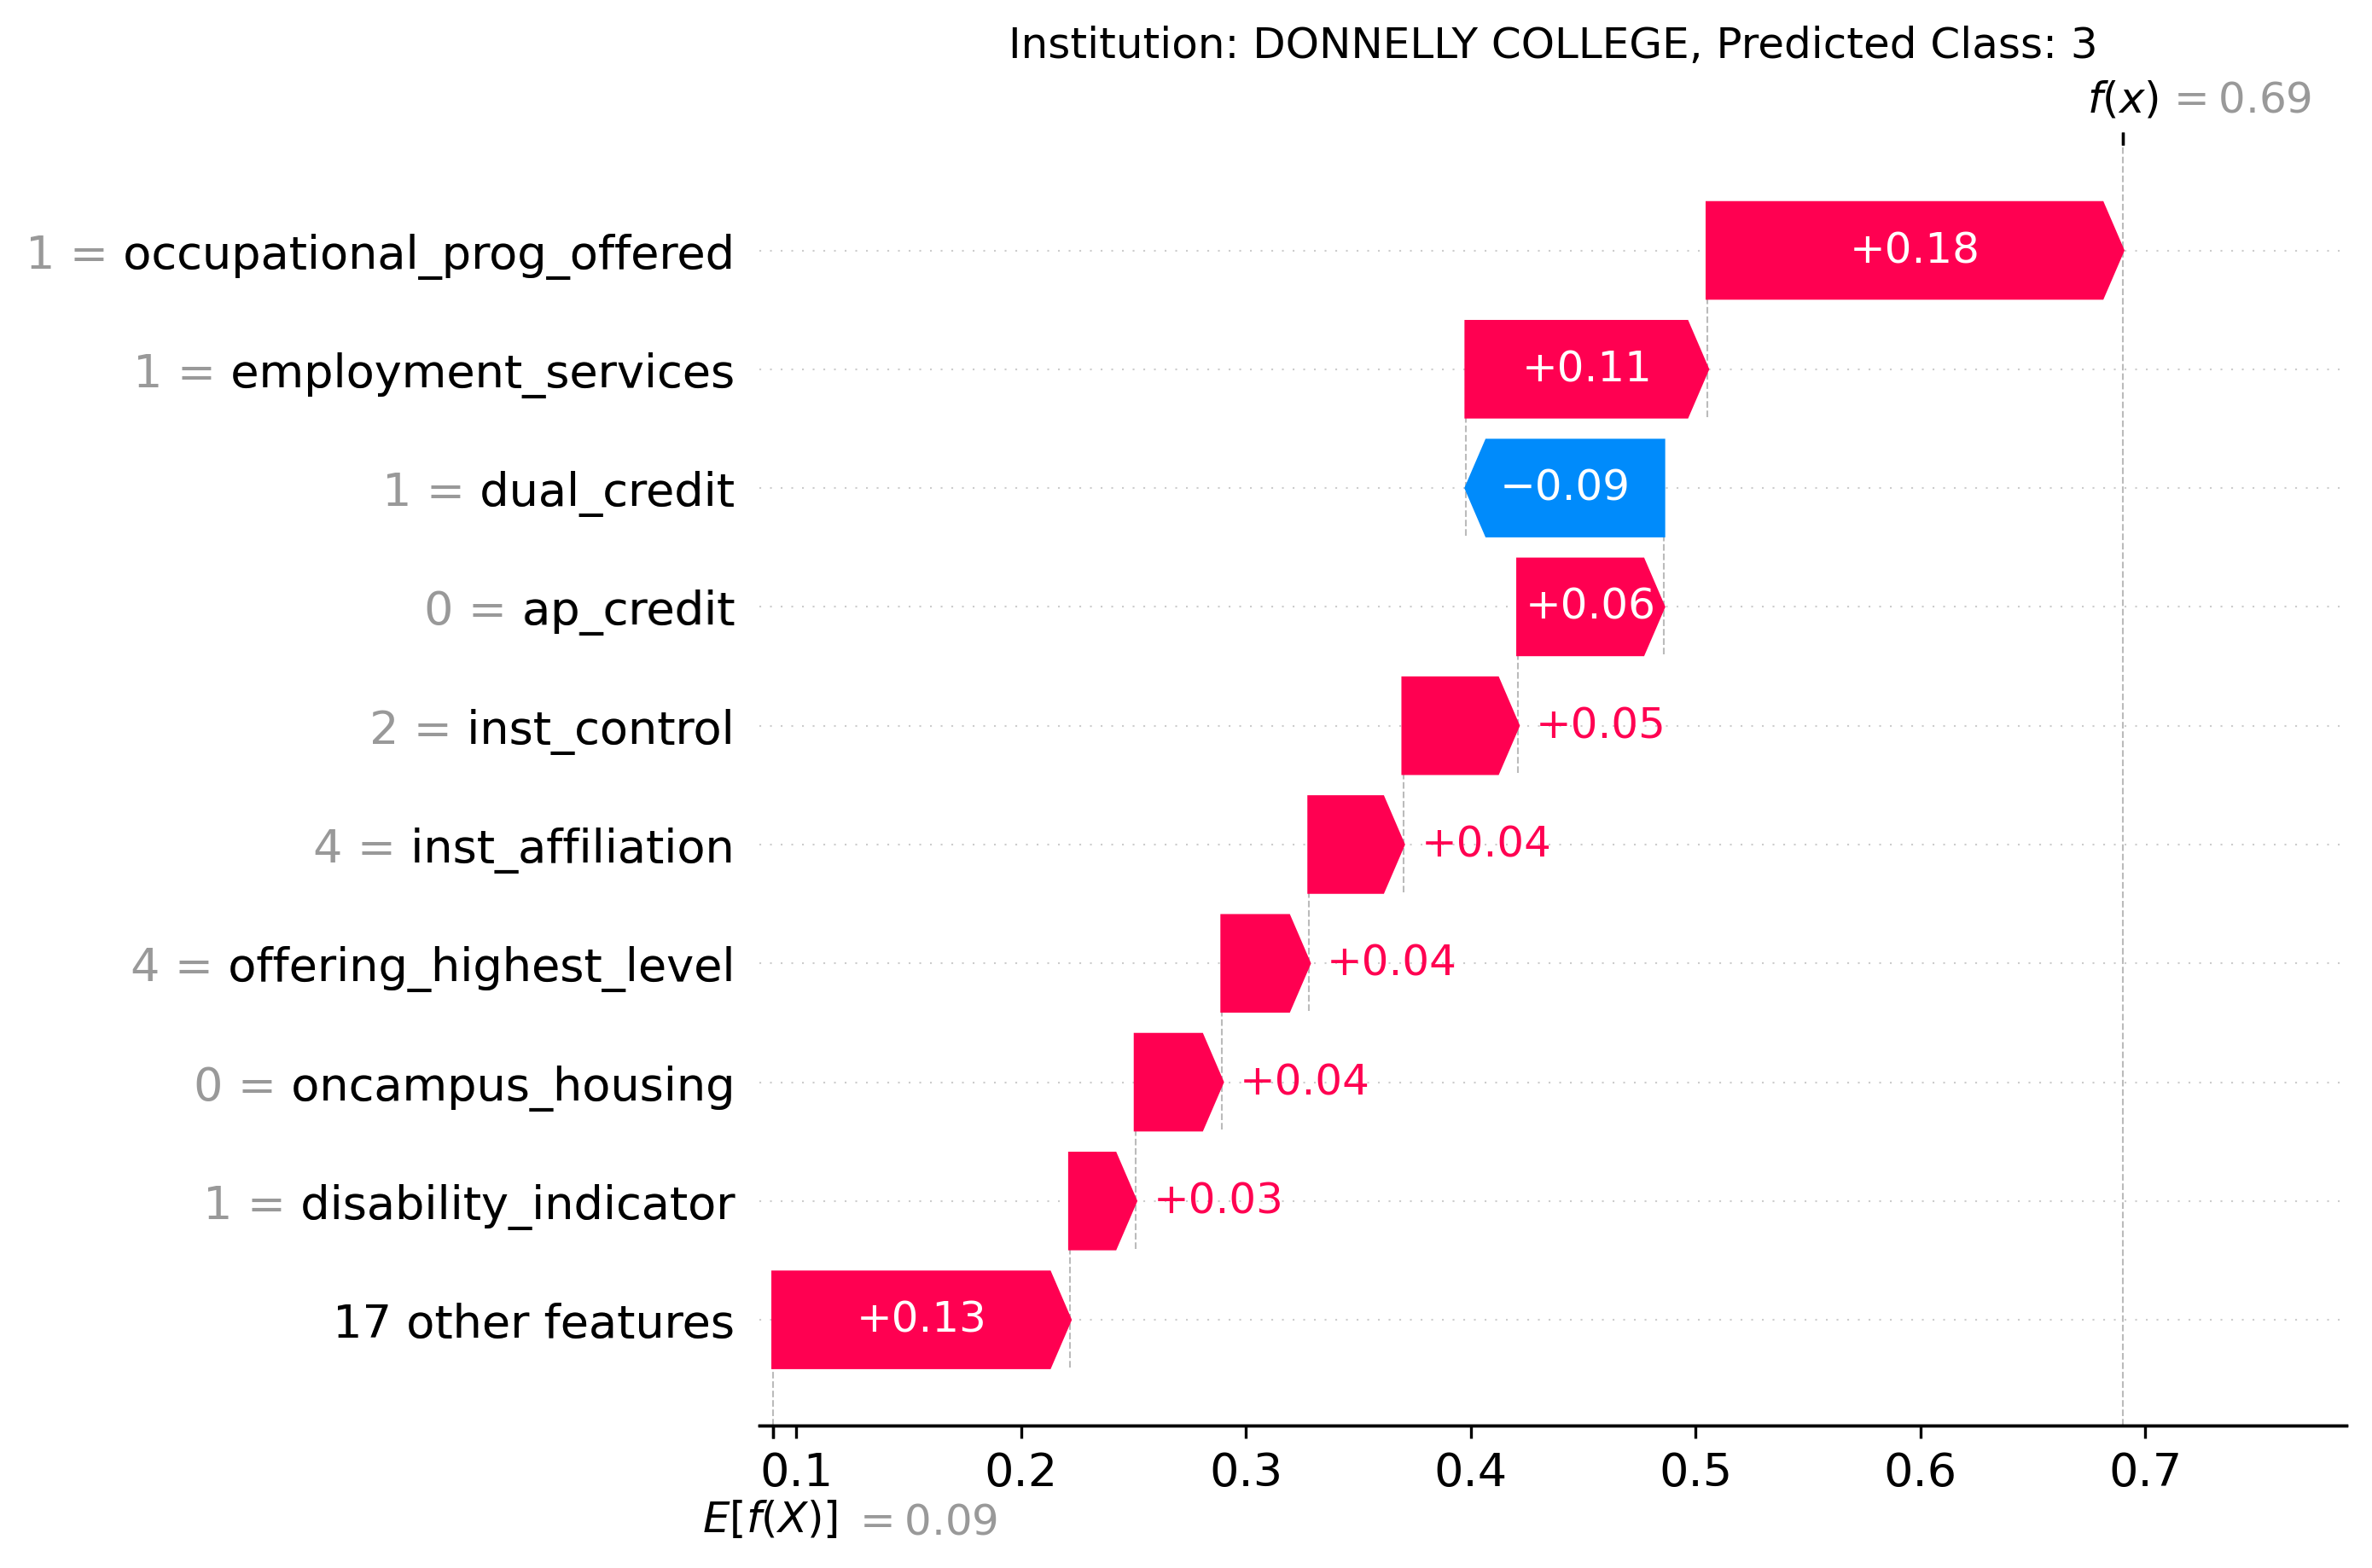 Institution: DONNELLY COLLEGE, Predicted Class: 3
f(x) = 0.69
1 = occupational_prog_offered +0.18
1 = employment_services +0.11
1 = dual_credit −0.09
0 = ap_credit +0.06
2 = inst_control +0.05
4 = inst_affiliation +0.04
4 = offering_highest_level +0.04
0 = oncampus_housing +0.04
1 = disability_indicator +0.03
17 other features +0.13
0.1 0.2 0.3 0.4 0.5 0.6 0.7
E[f(X)] = 0.09